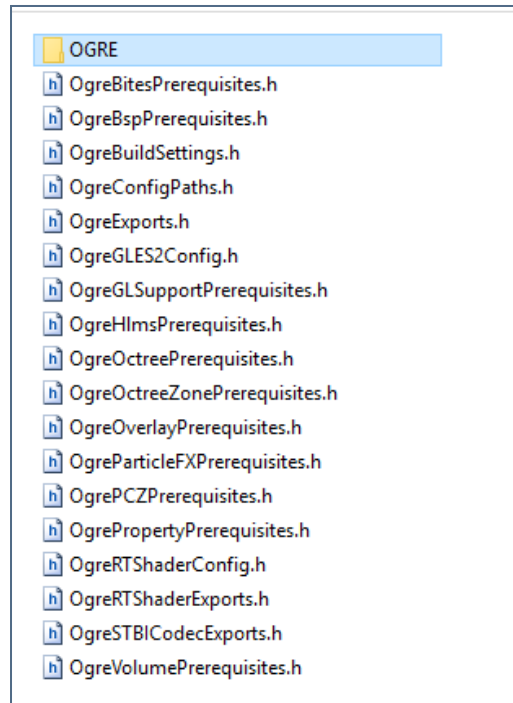 OGRE
OgreBitesPrerequisites.h
OgreBspPrerequisites.h
OgreBuildSettings.h
OgreConfigPaths.h
OgreExports.h
OgreGLES2Config.h
OgreGLSupportPrerequisites.h
OgreHlmsPrerequisites.h
OgreOctreePrerequisites.h
OgreOctreeZonePrerequisites.h
OgreOverlayPrerequisites.h
OgreParticleFXPrerequisites.h
OgrePCZPrerequisites.h
OgrePropertyPrerequisites.h
OgreRTShaderConfig.h
OgreRTShaderExports.h
OgreSTBICodecExports.h
OgreVolumePrerequisites.h